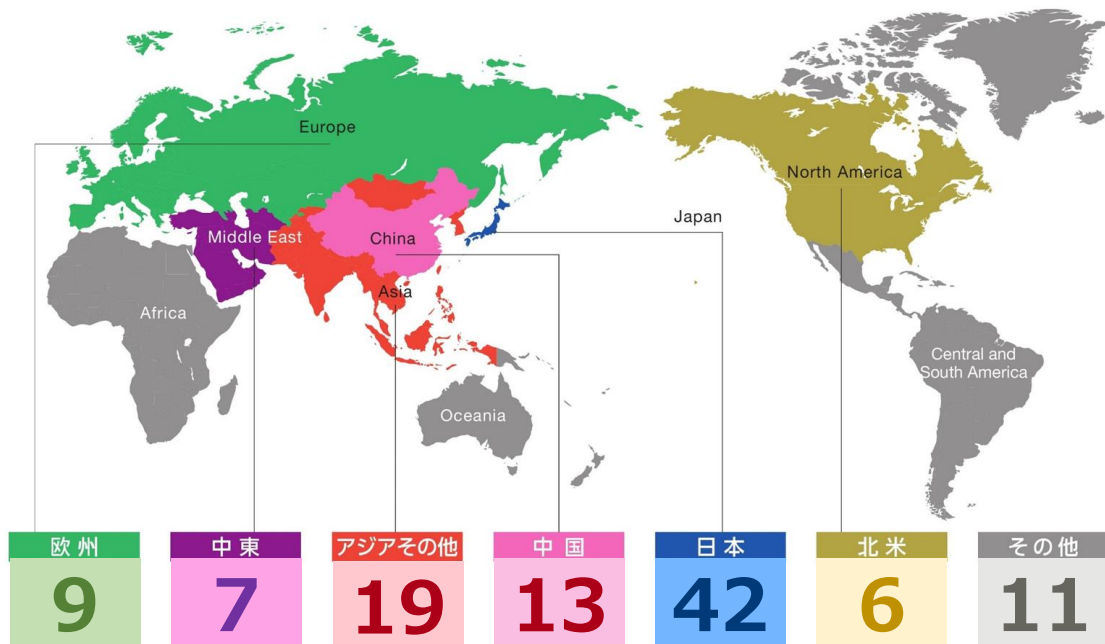 Europe
North America
Japan
Middle East
China
Asia
Africa
Central and
South America
Oceania
欧州
中東
アジアその他
中国
日本
北米
その他
9
7
19
13
42
6
11